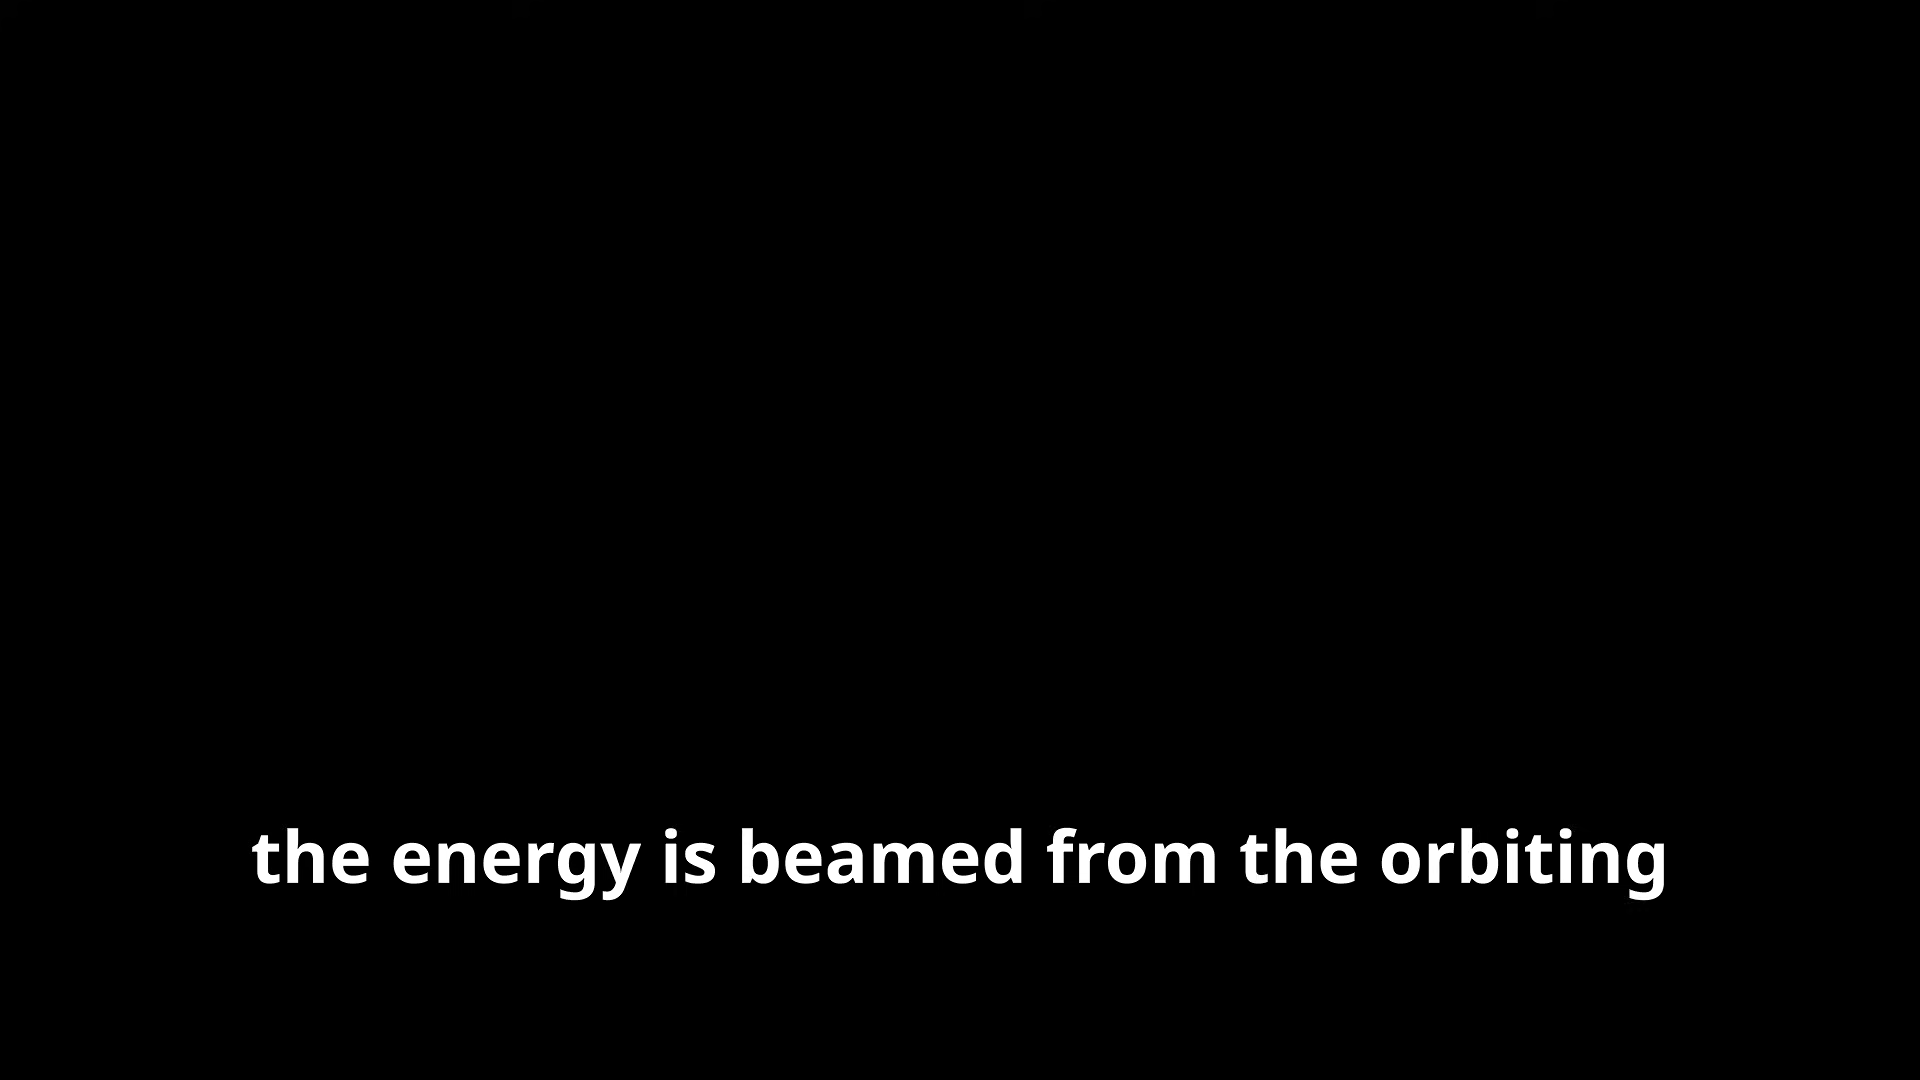 the energy is beamed from the orbiting